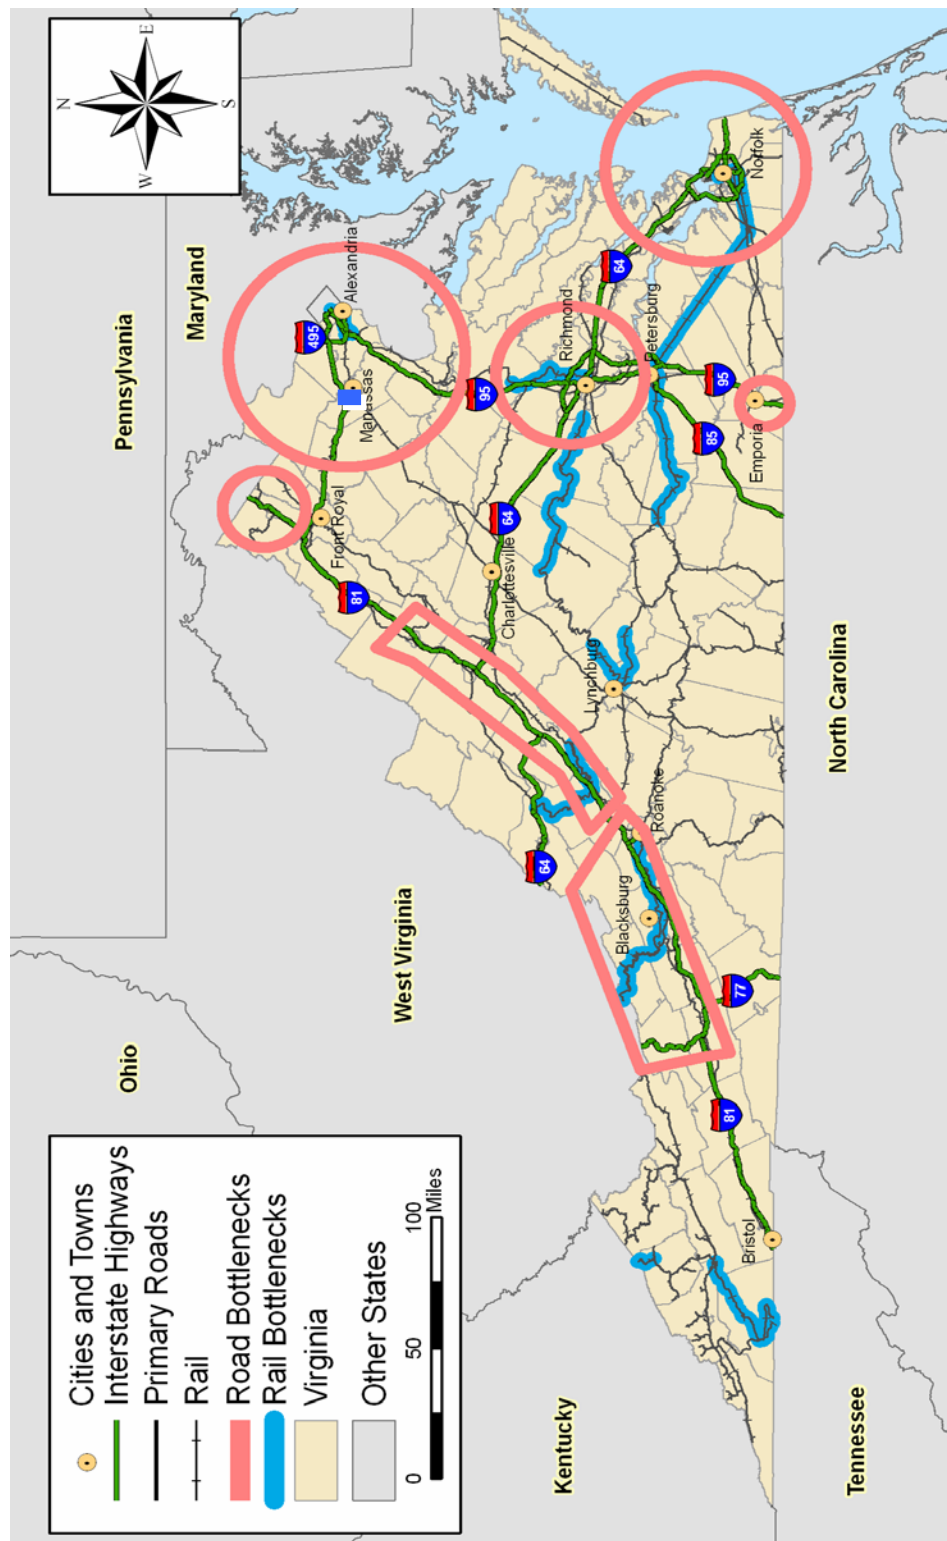 N
E
S
W
Pennsylvania
Maryland
Ohio
West Virginia
Kentucky
Tennessee
North Carolina
Alexandria
Manassas
Front Royal
Charlottesville
Richmond
Petersburg
Norfolk
Emporia
Lynchburg
Roanoke
Blacksburg
Bristol
495
95
64
64
95
85
81
64
77
81
Cities and Towns
Interstate Highways
Primary Roads
Rail
Road Bottlenecks
Rail Bottlenecks
Virginia
Other States
0 50 100
Miles